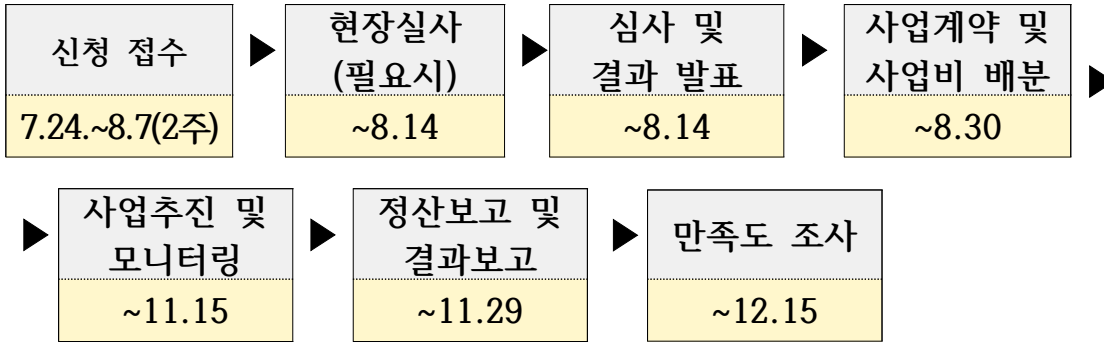 신청 접수
7.24.~8.7(2주)
▶
현장실사
(필요시)
~8.14
▶
심사 및
결과 발표
~8.14
▶
사업계약 및
사업비 배분
~8.30
▶
▶
사업추진 및
모니터링
~11.15
▶
정산보고 및
결과보고
~11.29
▶
만족도 조사
~12.15